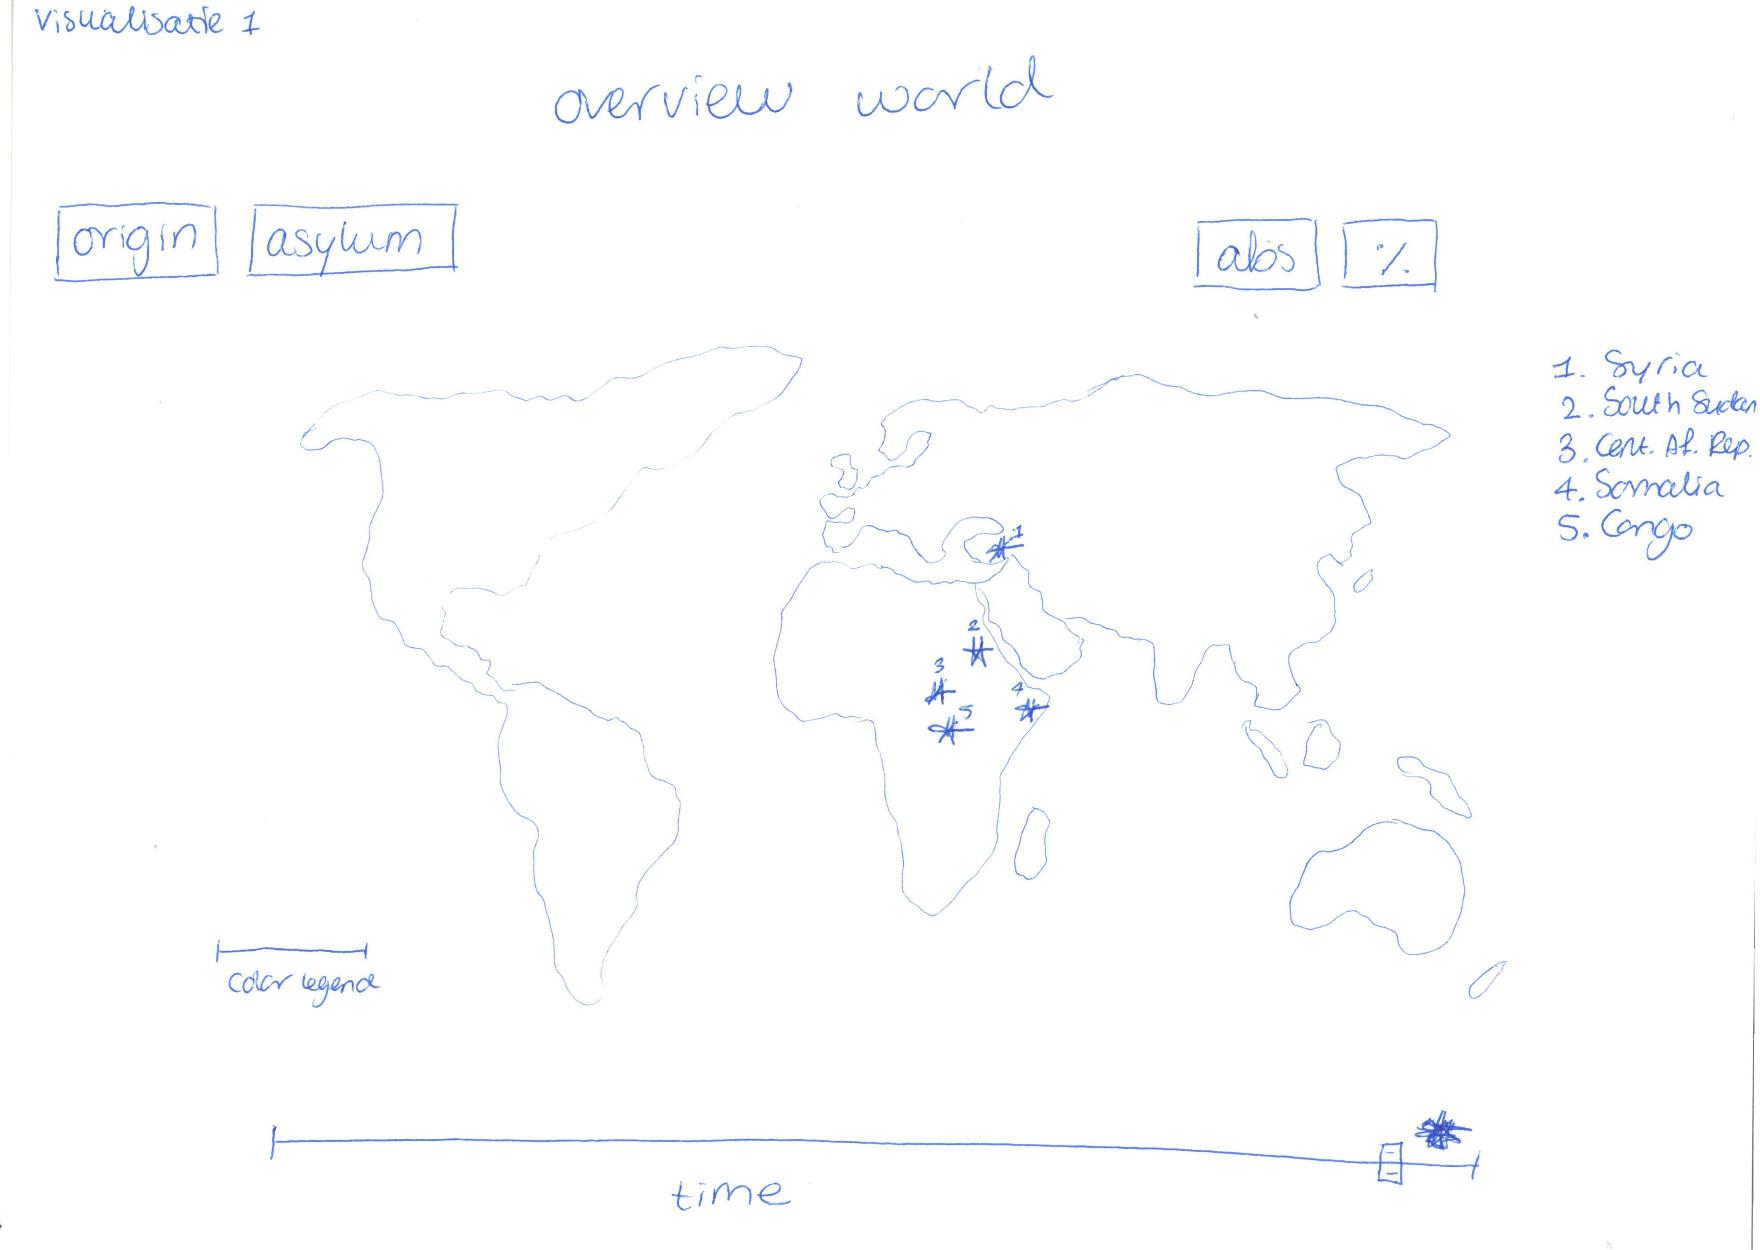 visualisatie 1
overview world
origin asylum abs %
1. Syria
2. South Sudan
3. Cent. Af. Rep.
4. Somalia
5. Congo
1
2
3
4
5
color legend
time